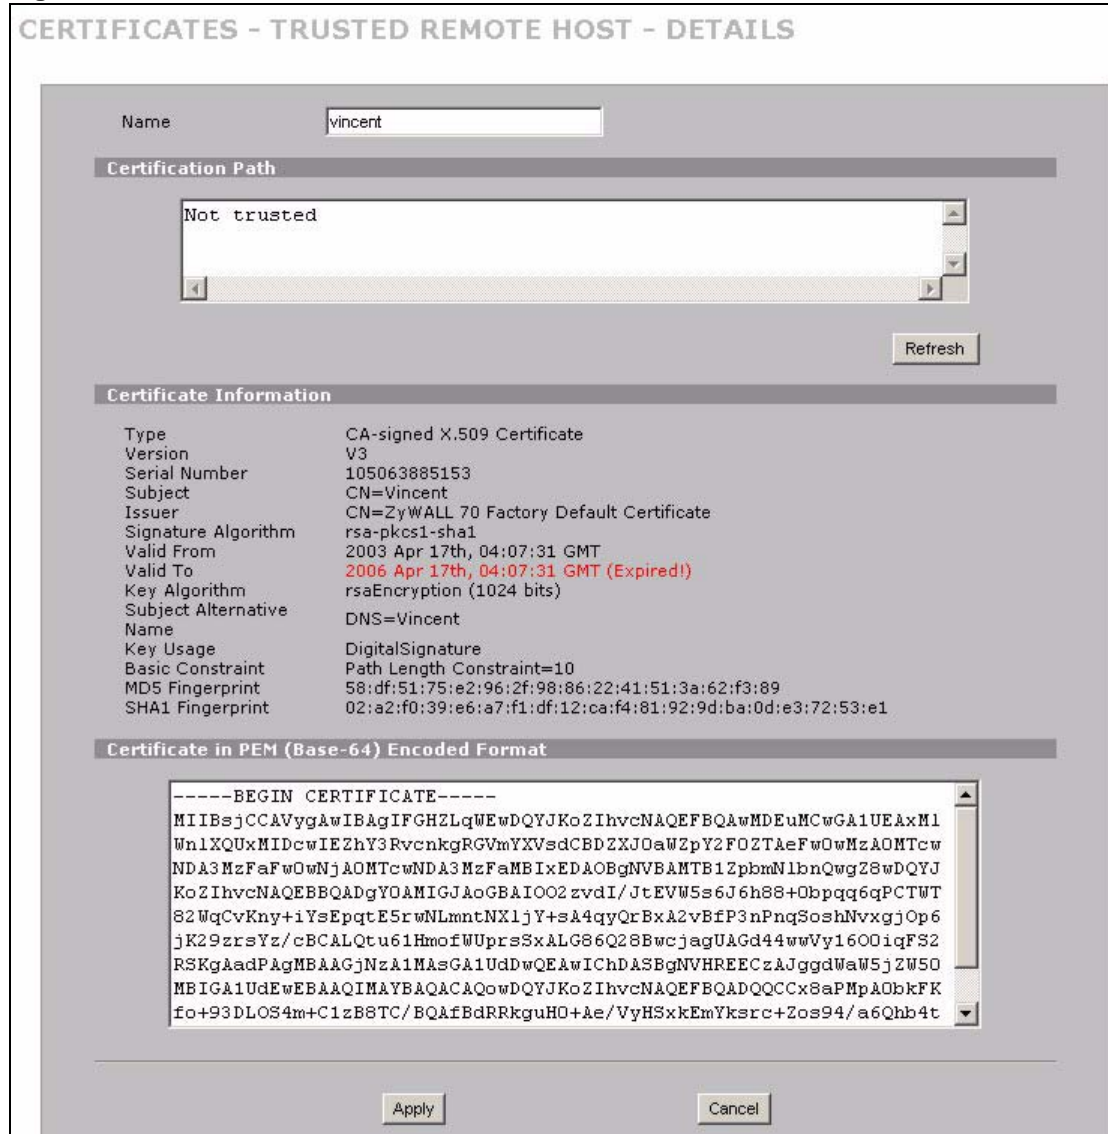 CERTIFICATES - TRUSTED REMOTE HOST - DETAILS
Name vincent
Certification Path
Not trusted
Refresh
Certificate Information
Type CA-signed X.509 Certificate
Version V3
Serial Number 105063885153
Subject CN=Vincent
Issuer CN=ZyWALL 70 Factory Default Certificate
Signature Algorithm rsa-pkcs1-sha1
Valid From 2003 Apr 17th, 04:07:31 GMT
Valid To 2006 Apr 17th, 04:07:31 GMT (Expired!)
Key Algorithm rsaEncryption (1024 bits)
Subject Alternative Name DNS=Vincent
Key Usage DigitalSignature
Basic Constraint Path Length Constraint=10
MD5 Fingerprint 58:df:51:75:e2:96:2f:98:86:22:41:51:3a:62:f3:89
SHA1 Fingerprint 02:a2:f0:39:e6:a7:f1:df:12:ca:f4:81:92:9d:ba:0d:e3:72:53:e1
Certificate in PEM (Base-64) Encoded Format
-----BEGIN CERTIFICATE-----
MIIBsjCCAVygAwIBAgIFGHZLqWEwDQYJKoZIhvcNAQEFBQAwMDEuMCwGA1UEAxMl
WnlXQUxMIDcwIEZhY3RvcnkgRGVmYXVsdCBDZXJ0aWZpY2F0ZTAeFw0wMzA0MTcw
NDA3MzFaFw0wNjA0MTcwNDA3MzFaMBIxEDAOBgNVBAMTB1ZpbmNlbnQwgZ8wDQYJ
KoZIhvcNAQEBBQADgY0AMIGJAoGBAIOO2zvdI/JtEVW5s6J6h88+0bpqq6qPCTWT
82WqCvKny+iYsEpqtE5rwNLmntNXljY+sA4qyQrBxA2vBfP3nPnqSoshNvxgjOp6
jK29zrsYz/cBCALQtu61HmofWUprsSxALG86Q28BwcjagUAGd44wwVy16OOiqFS2
RSKgAadPAgMBAAGjNzA1MAsGA1UdDwQEAwIChDASBgNVHREECzAJggdWaW5jZW50
MBIGA1UdEwEBAAQIMAYBAQACAQowDQYJKoZIhvcNAQEFBQADQQCCx8aPMpAObkFK
fo+93DLOS4m+C1zB8TC/BQAfBdRRkguHO+Ae/VyHSxkEmYksrc+Zos94/a6Qhb4t
Apply Cancel